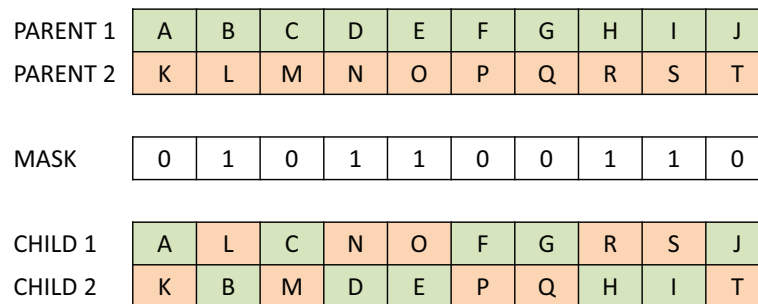 PARENT 1 A B C D E F G H I J
PARENT 2 K L M N O P Q R S T
MASK 0 1 0 1 1 0 0 1 1 0
CHILD 1 A L C N O F G R S J
CHILD 2 K B M D E P Q H I T